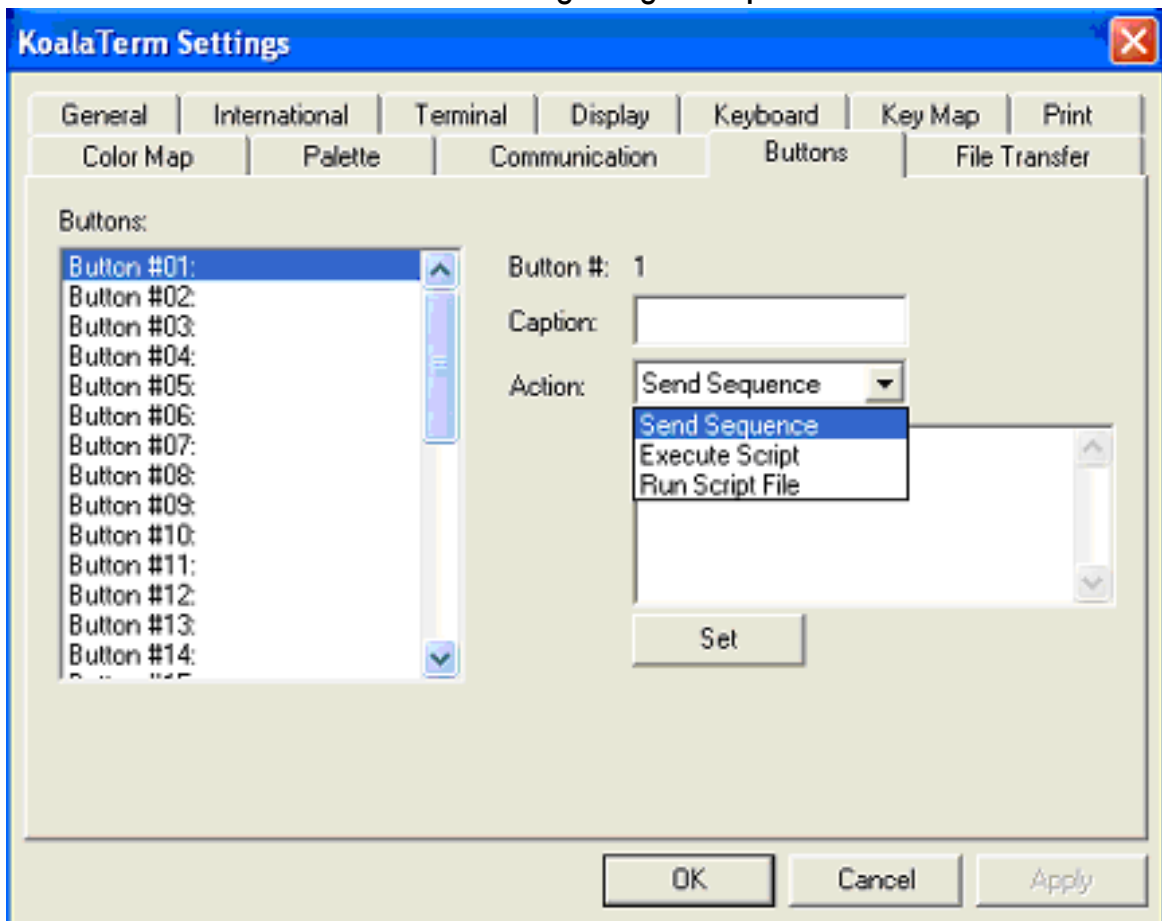 KoalaTerm Settings
General International Terminal Display Keyboard Key Map Print
Color Map Palette Communication Buttons File Transfer
Buttons:
Button #01:
Button #02:
Button #03:
Button #04:
Button #05:
Button #06:
Button #07:
Button #08:
Button #09:
Button #10:
Button #11:
Button #12:
Button #13:
Button #14:
Button #: 1
Caption:
Action: Send Sequence
Send Sequence
Execute Script
Run Script File
Set
OK Cancel Apply